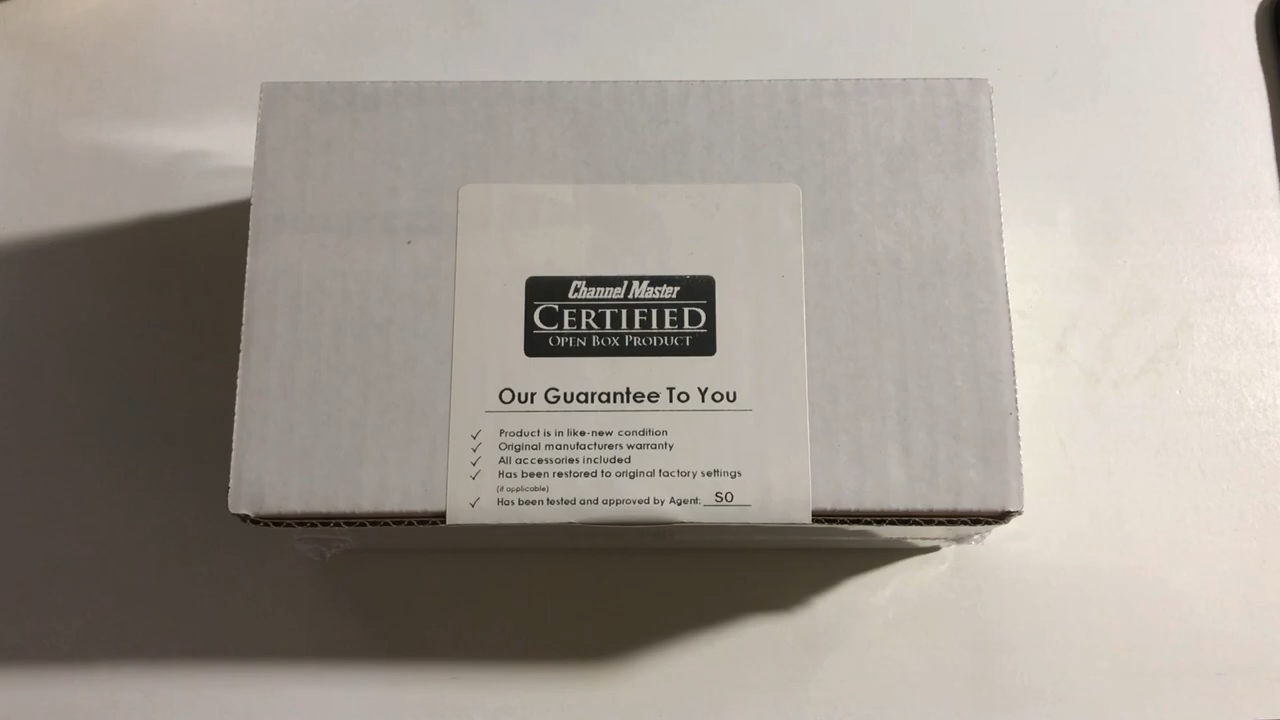 Channel Master
CERTIFIED
OPEN BOX PRODUCT
Our Guarantee To You
✓ Product is in like-new condition
✓ Original manufacturers warranty
✓ All accessories included
✓ Has been restored to original factory settings
(if applicable)
✓ Has been tested and approved by Agent: SO